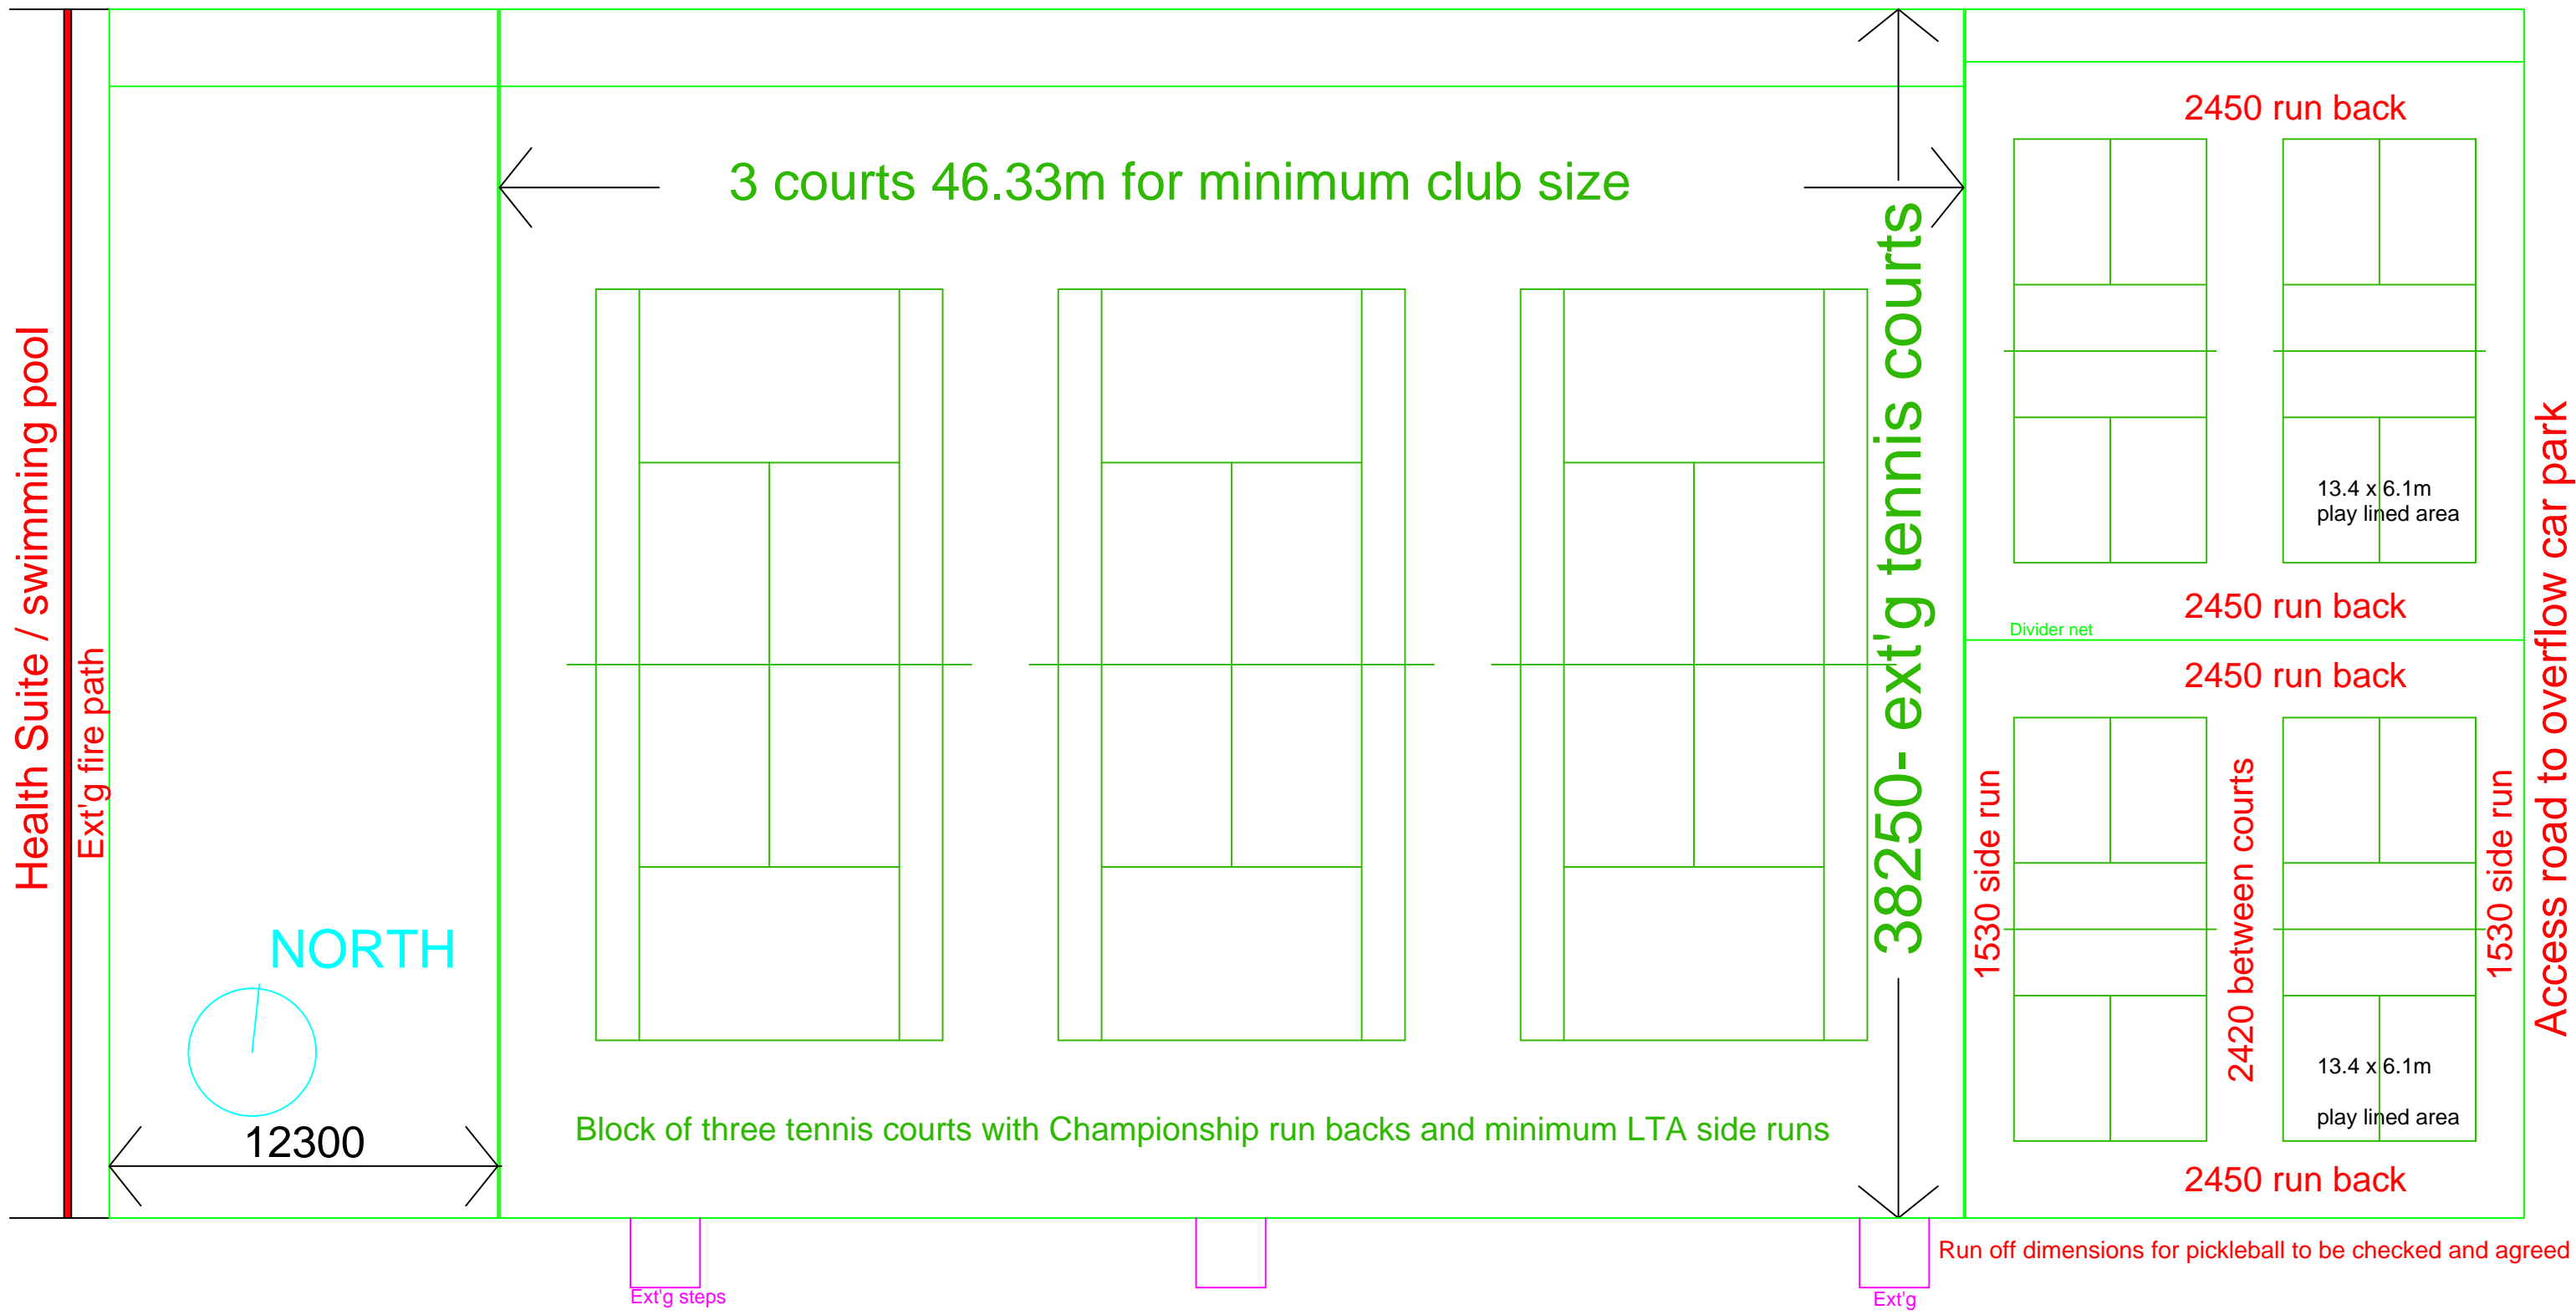 2450 run back
3 courts 46.33m for minimum club size
38250- ext'g tennis courts
Health Suite / swimming pool
Ext'g fire path
13.4 x 6.1m
play lined area
Access road to overflow car park
2450 run back
Divider net
2450 run back
1530 side run
2420 between courts
1530 side run
NORTH
13.4 x 6.1m
play lined area
Block of three tennis courts with Championship run backs and minimum LTA side runs
12300
2450 run back
Run off dimensions for pickleball to be checked and agreed
Ext'g steps
Ext'g